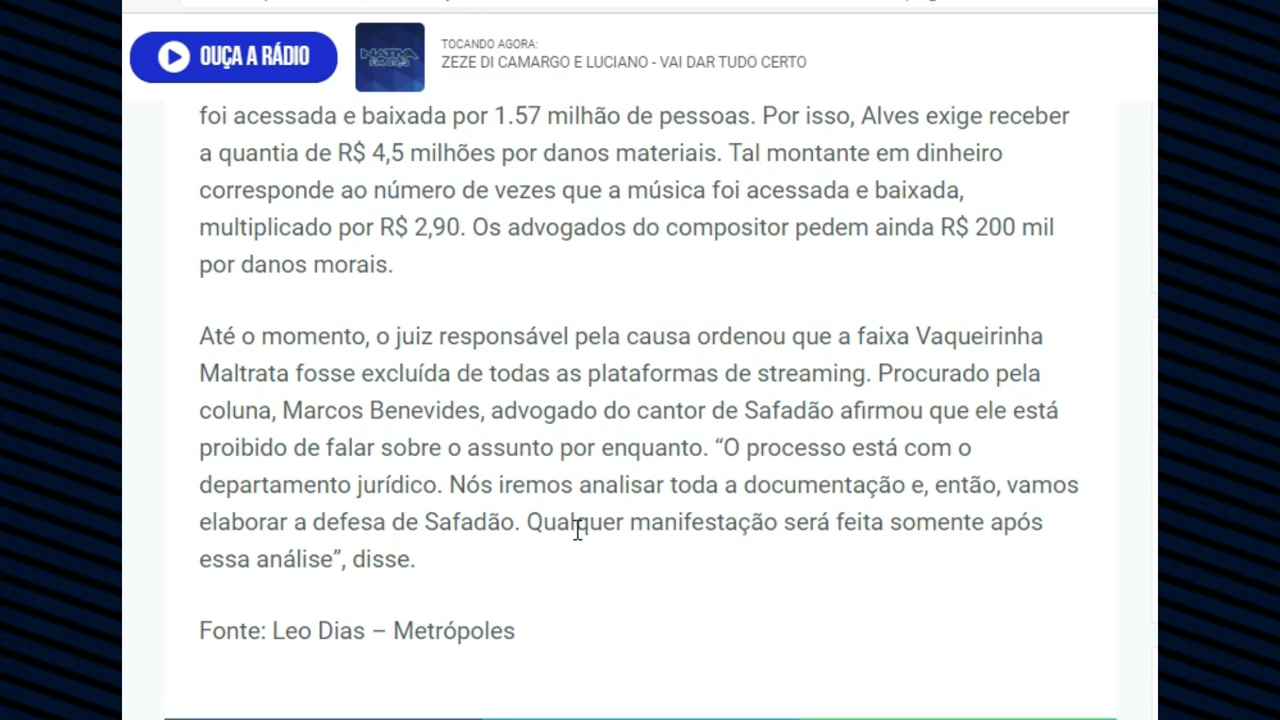 OUÇA A RÁDIO
NATIVA
TOCANDO AGORA:
ZEZE DI CAMARGO E LUCIANO - VAI DAR TUDO CERTO
foi acessada e baixada por 1.57 milhão de pessoas. Por isso, Alves exige receber
a quantia de R$ 4,5 milhões por danos materiais. Tal montante em dinheiro
corresponde ao número de vezes que a música foi acessada e baixada,
multiplicado por R$ 2,90. Os advogados do compositor pedem ainda R$ 200 mil
por danos morais.
Até o momento, o juiz responsável pela causa ordenou que a faixa Vaqueirinha
Maltrata fosse excluída de todas as plataformas de streaming. Procurado pela
coluna, Marcos Benevides, advogado do cantor de Safadão afirmou que ele está
proibido de falar sobre o assunto por enquanto. “O processo está com o
departamento jurídico. Nós iremos analisar toda a documentação e, então, vamos
elaborar a defesa de Safadão. Qualquer manifestação será feita somente após
essa análise”, disse.
Fonte: Leo Dias – Metrópoles